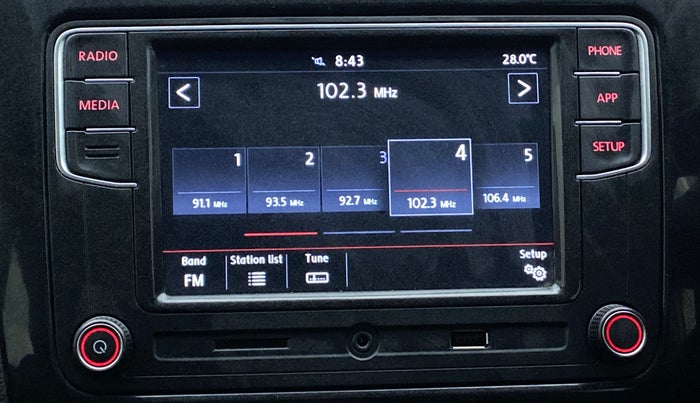 RADIO
MEDIA
8:43 28.0°C
<
102.3 MHz
>
1 2 3 4 5
91.1 MHz 93.5 MHz 92.7 MHz 102.3 MHz 106.4 MHz
Band Station list Tune Setup
FM
PHONE
APP
SETUP